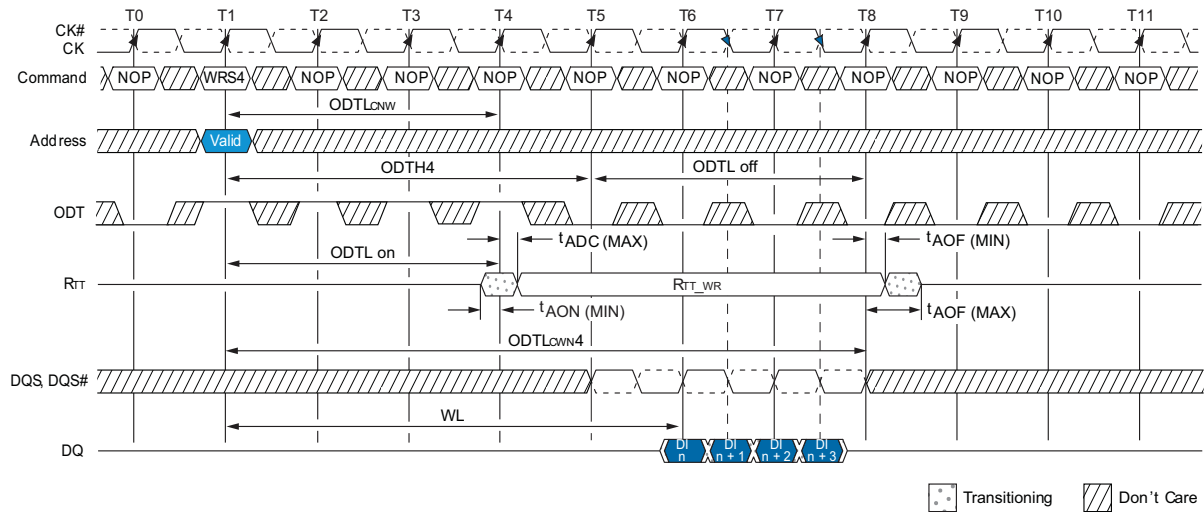 T0 T1 T2 T3 T4 T5 T6 T7 T8 T9 T10 T11
CK#
CK
Command NOP WRS4 NOP NOP NOP NOP NOP NOP NOP NOP NOP NOP
ODTLCNW
Address Valid
ODTH4 ODTL off
ODT
tADC (MAX) tAOF (MIN)
ODTL on
RTT RTT_WR
tAON (MIN) tAOF (MAX)
ODTLCWN4
DQS, DQS#
WL
DQ DI n DI n + 1 DI n + 2 DI n + 3
Transitioning Don't Care